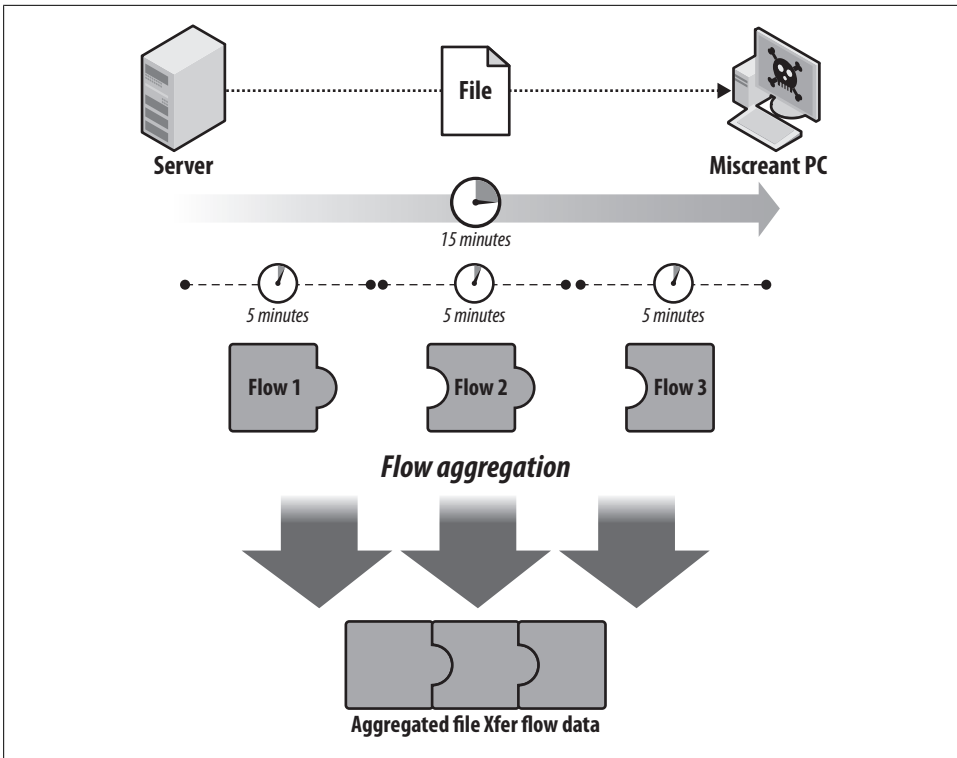 File
Server
Miscreant PC
15 minutes
5 minutes
5 minutes
5 minutes
Flow 1
Flow 2
Flow 3
Flow aggregation
Aggregated file Xfer flow data